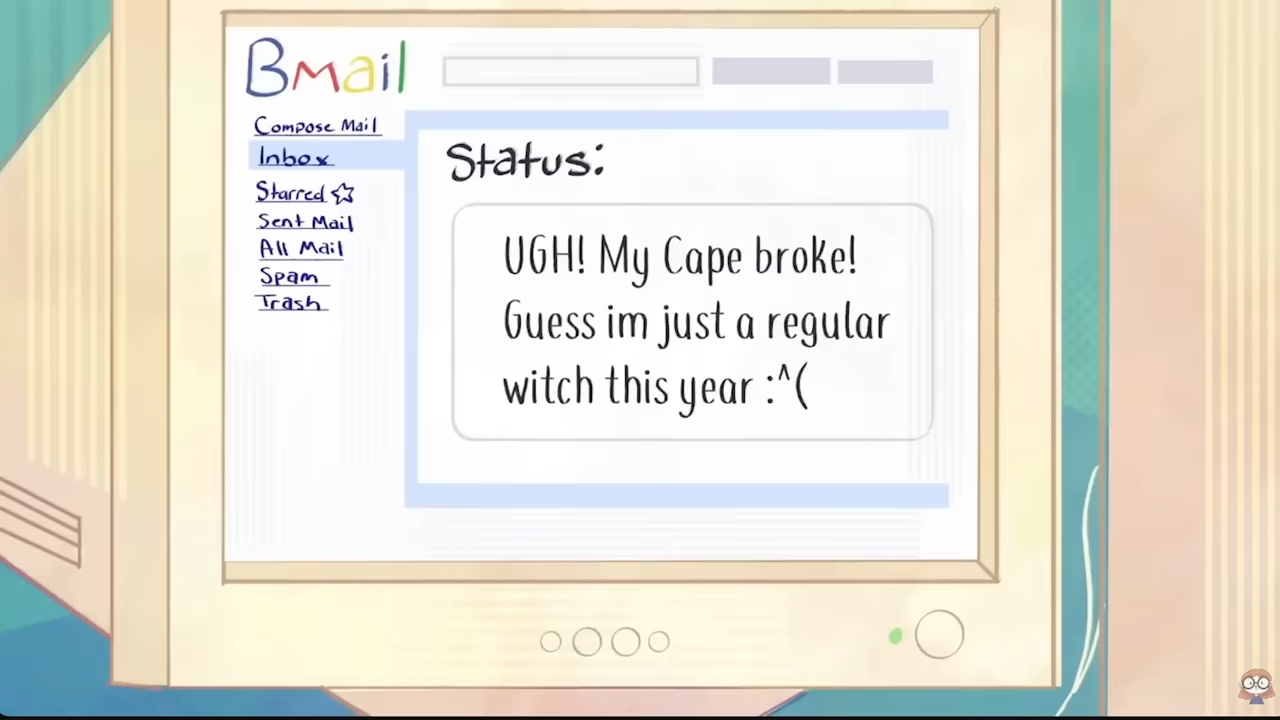 Bmail
Compose Mail
Inbox
Starred
Sent Mail
All Mail
Spam
Trash
Status:
UGH! My Cape broke!
Guess im just a regular
witch this year :^(